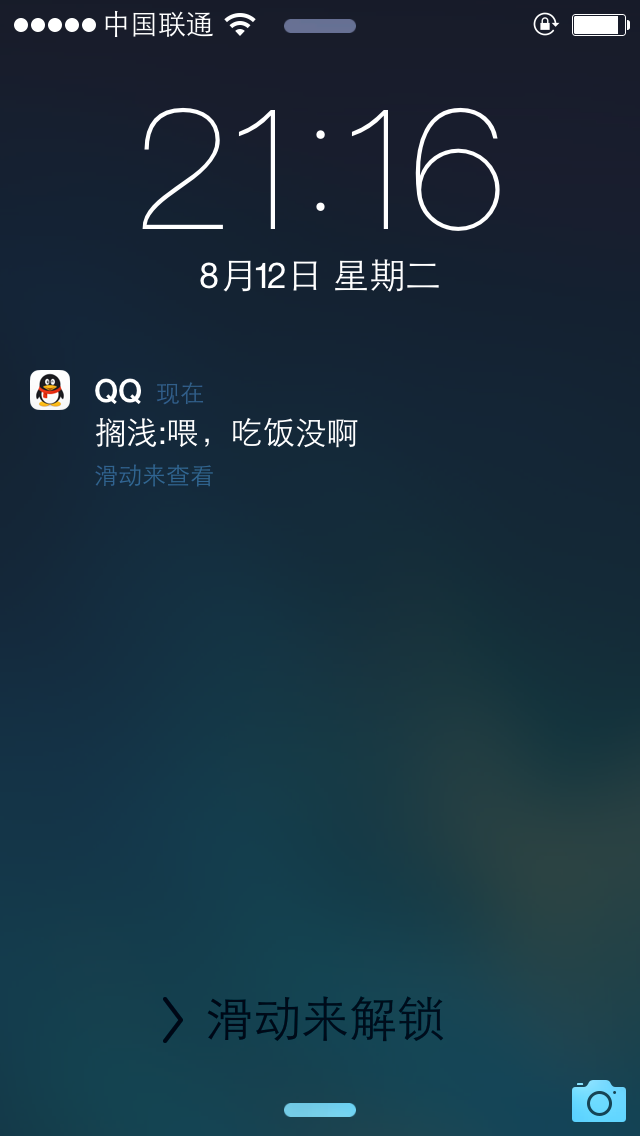 中国联通
21:16
8月12日 星期二
QQ 现在
搁浅:喂，吃饭没啊
滑动来查看
滑动来解锁